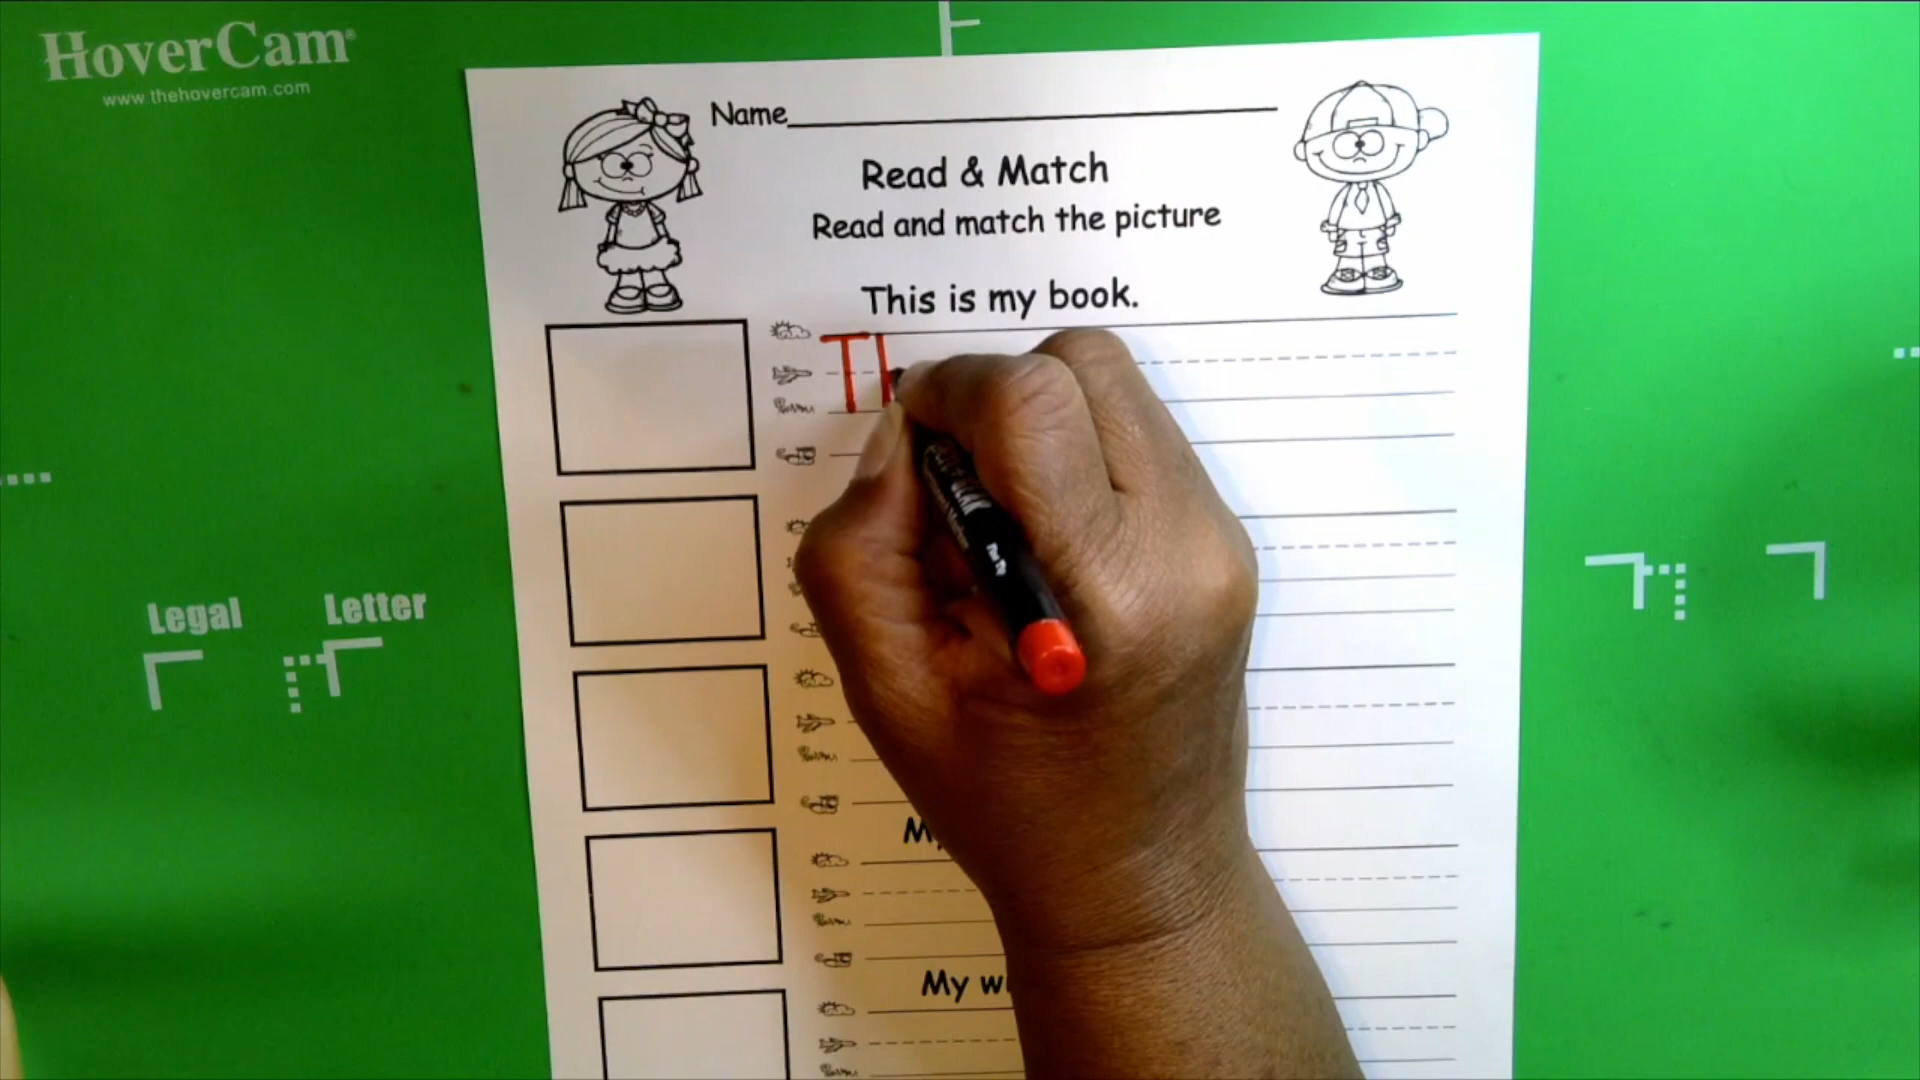 HoverCam
www.thehovercam.com
Name
Read & Match
Read and match the picture
This is my book.
T
Legal
Letter
My